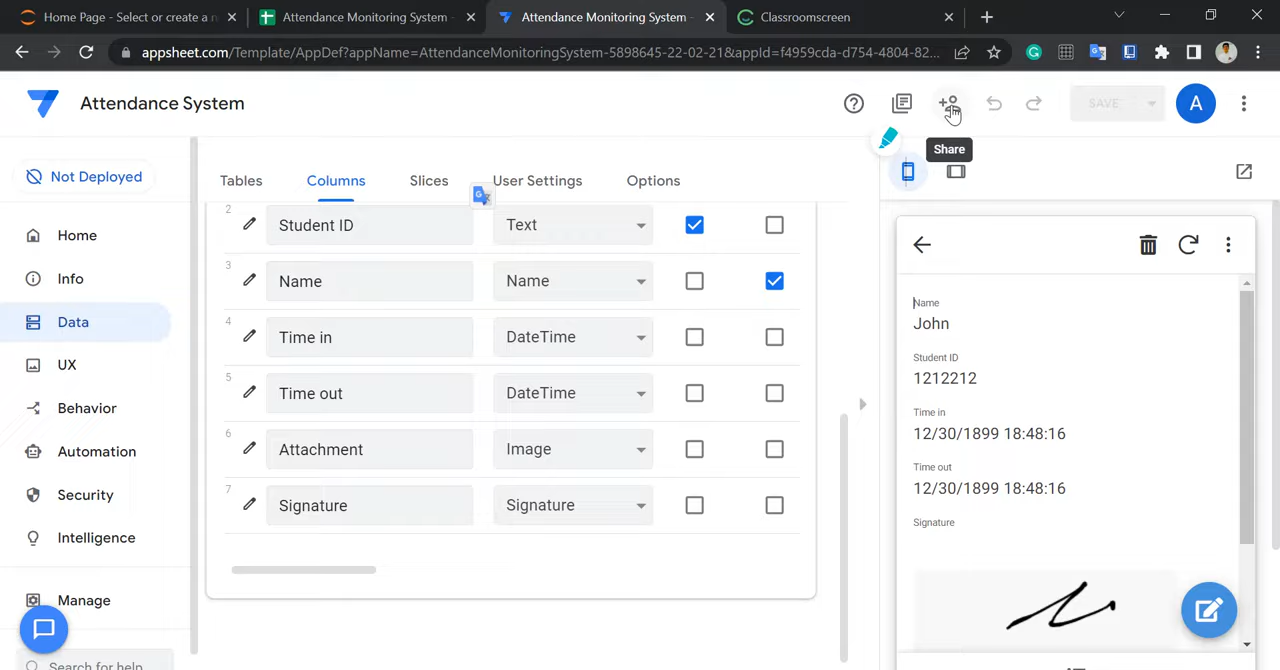 Home Page - Select or create a n
Attendance Monitoring System -
Attendance Monitoring System -
Classroomscreen
appsheet.com/Template/AppDef?appName=AttendanceMonitoringSystem-5898645-22-02-21&appId=f4959cda-d754-4804-82...
Attendance System
SAVE
A
Share
Not Deployed
Tables
Columns
Slices
User Settings
Options
Home
Info
Data
UX
Behavior
Automation
Security
Intelligence
Manage
Search for help
2
Student ID
Text
3
Name
Name
4
Time in
DateTime
5
Time out
DateTime
6
Attachment
Image
7
Signature
Signature
Name
John
Student ID
1212212
Time in
12/30/1899 18:48:16
Time out
12/30/1899 18:48:16
Signature